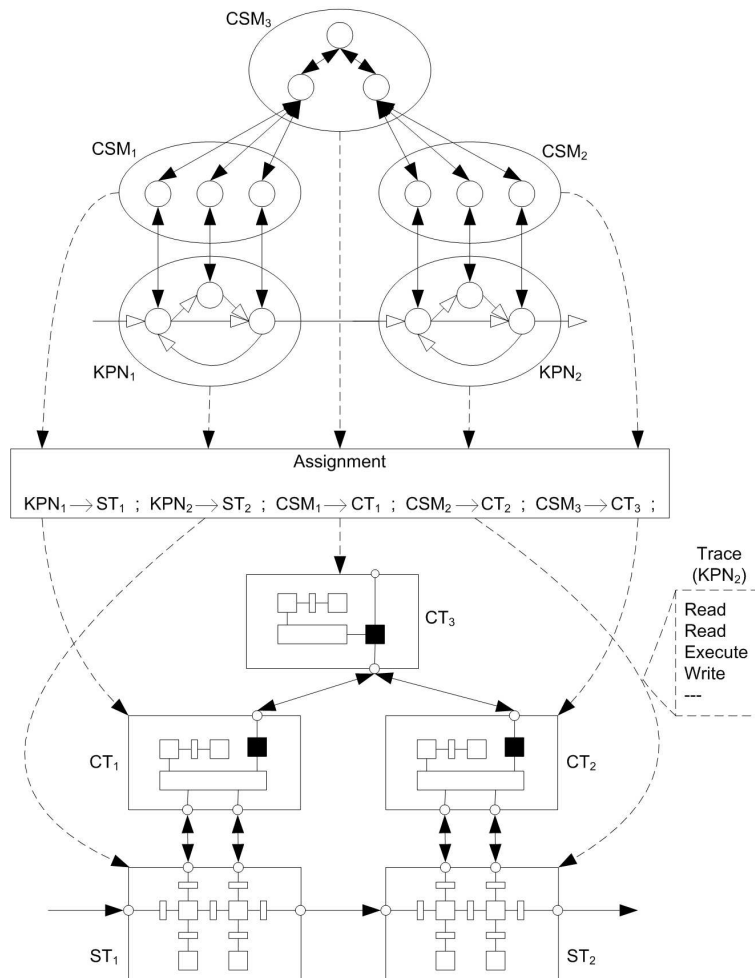 CSM₃
CSM₁
CSM₂
KPN₁
KPN₂
Assignment
KPN₁ → ST₁ ; KPN₂ → ST₂ ; CSM₁ → CT₁ ; CSM₂ → CT₂ ; CSM₃ → CT₃ ;
Trace
(KPN₂)
Read
Read
Execute
Write
---
CT₃
CT₁
CT₂
ST₁
ST₂